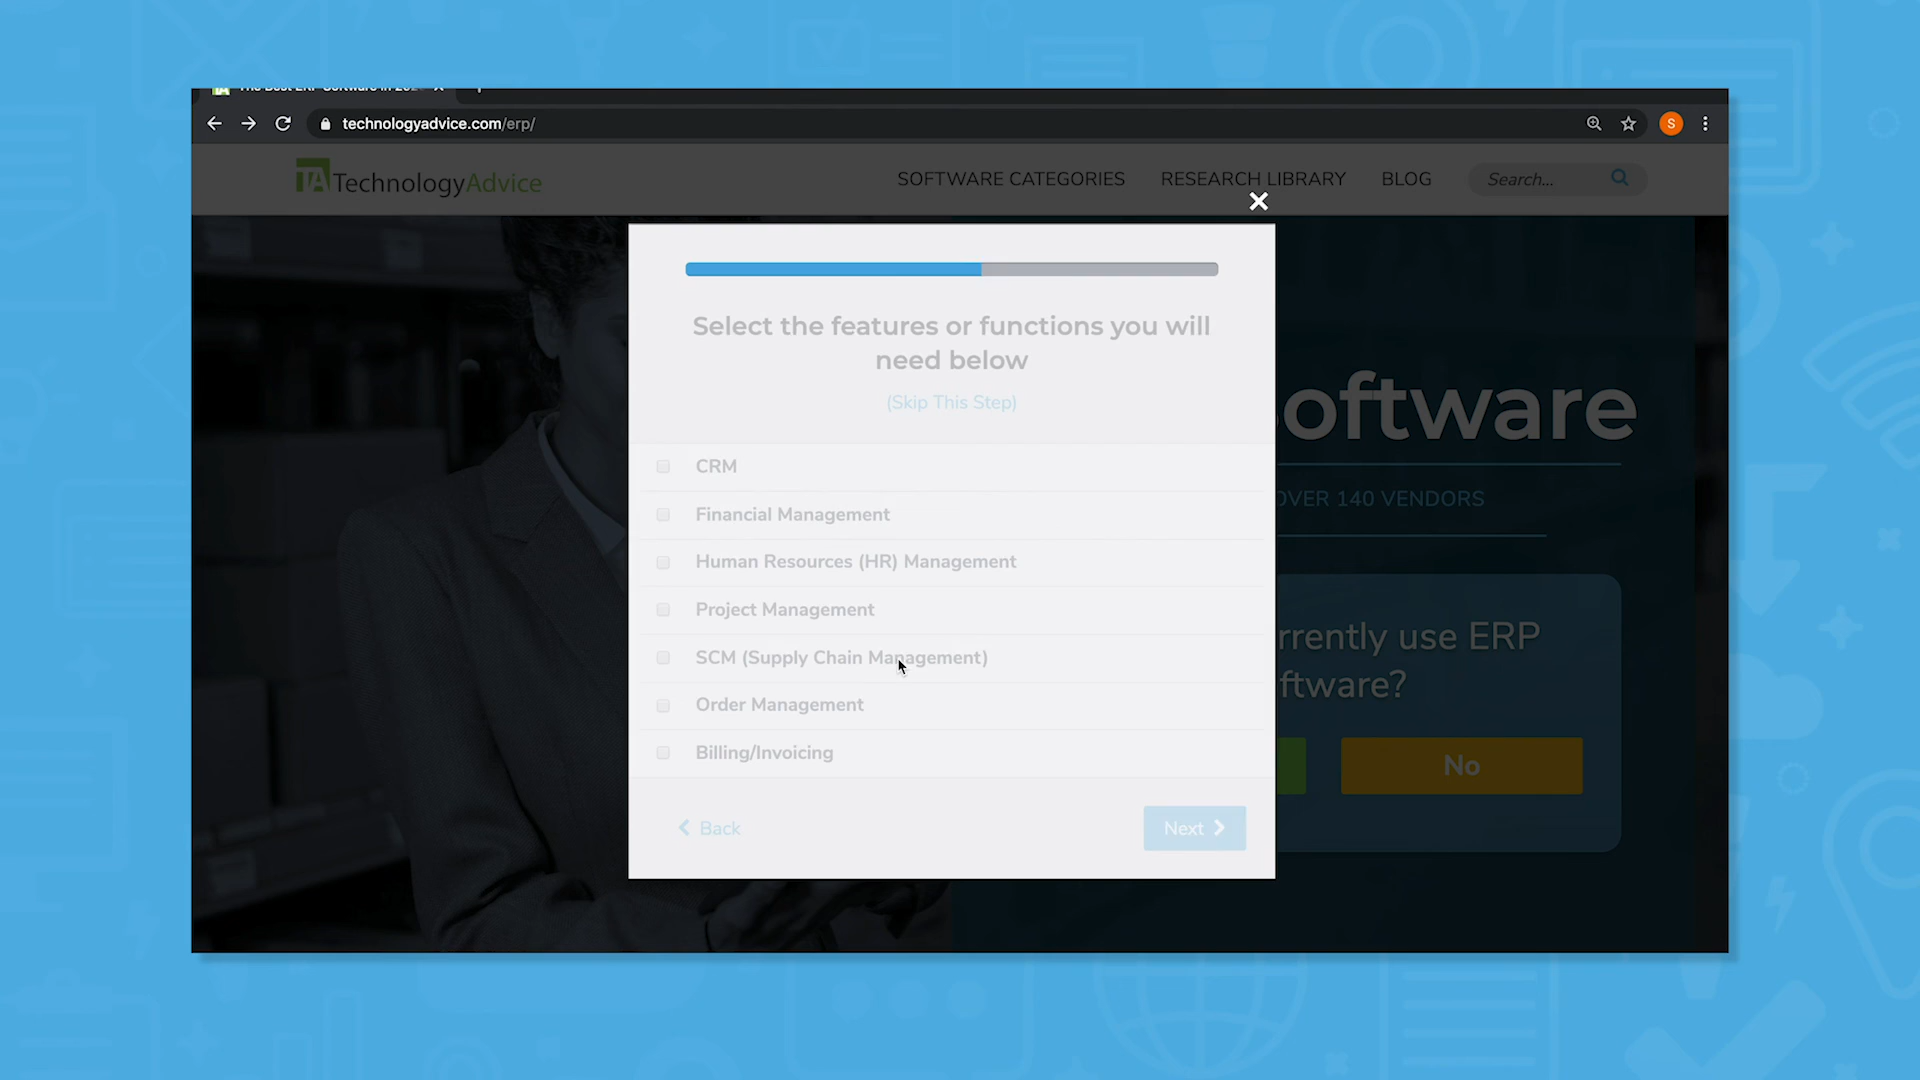 technologyadvice.com/erp/
S
TA TechnologyAdvice
SOFTWARE CATEGORIES RESEARCH LIBRARY BLOG Search...
Select the features or functions you will
need below
(Skip This Step)
CRM
Financial Management
Human Resources (HR) Management
Project Management
SCM (Supply Chain Management)
Order Management
Billing/Invoicing
Back
Next
oftware
OVER 140 VENDORS
rrently use ERP
ftware?
No